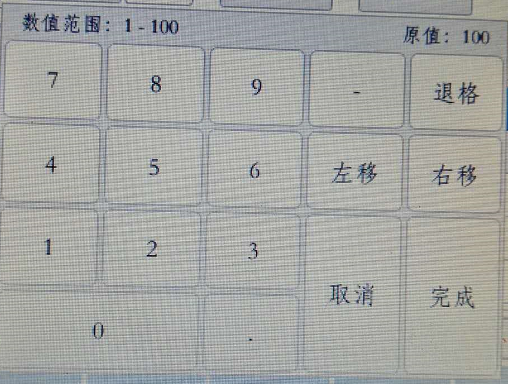 数值范围：1 - 100 原值：100
7 8 9 - 退格
4 5 6 左移 右移
1 2 3
取消 完成
0 .